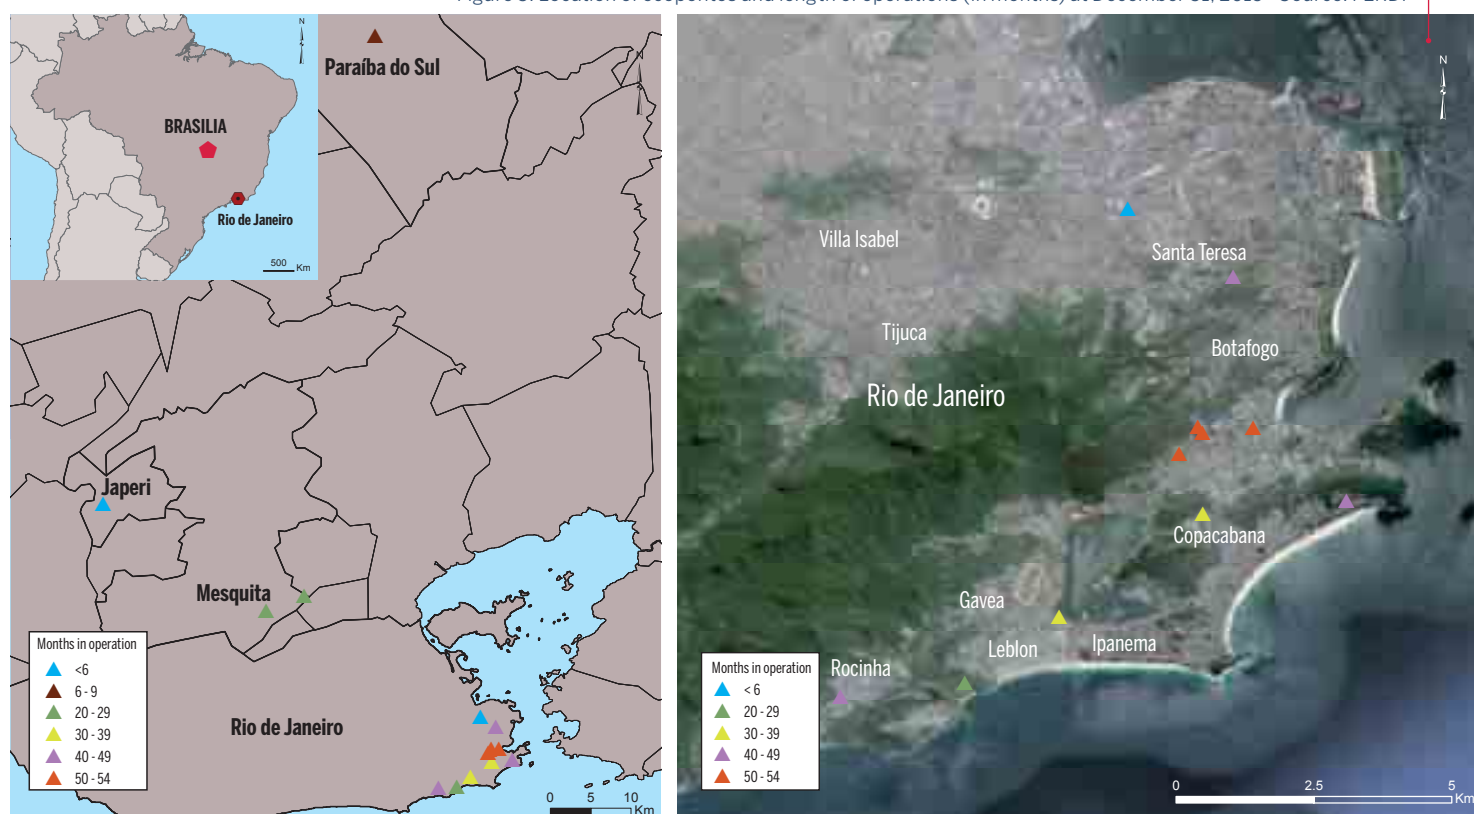 N
Paraíba do Sul
N
BRASILIA
Rio de Janeiro
500 Km
Japeri
Mesquita
Rio de Janeiro
Months in operation
<6
6 - 9
20 - 29
30 - 39
40 - 49
50 - 54
0 5 10
Km
N
Villa Isabel
Santa Teresa
Tijuca
Botafogo
Rio de Janeiro
Copacabana
Gavea
Leblon
Ipanema
Rocinha
Months in operation
< 6
20 - 29
30 - 39
40 - 49
50 - 54
0 2.5 5
Km